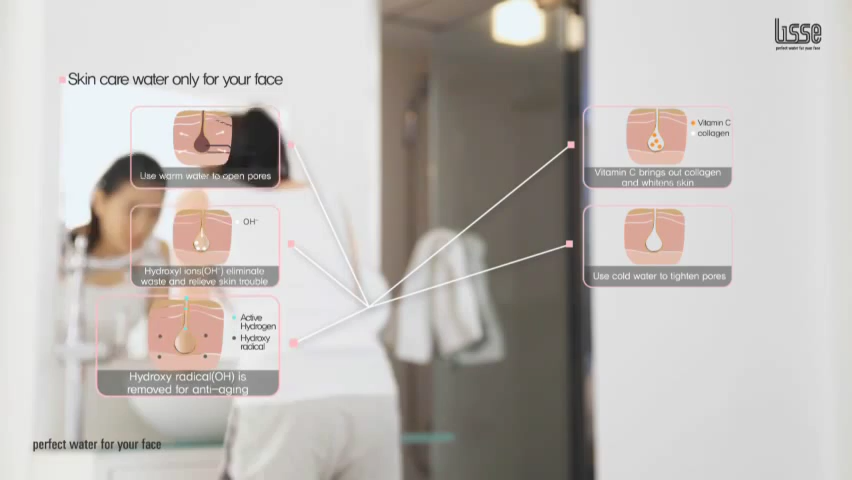 lisse
perfect water for your face
Skin care water only for your face
Use warm water to open pores
OH⁻
Hydroxyl ions(OH⁻) eliminate
waste and relieve skin trouble
Active
Hydrogen
Hydroxy
radical
Hydroxy radical(OH) is
removed for anti-aging
Vitamin C
collagen
Vitamin C brings out collagen
and whitens skin
Use cold water to tighten pores
perfect water for your face